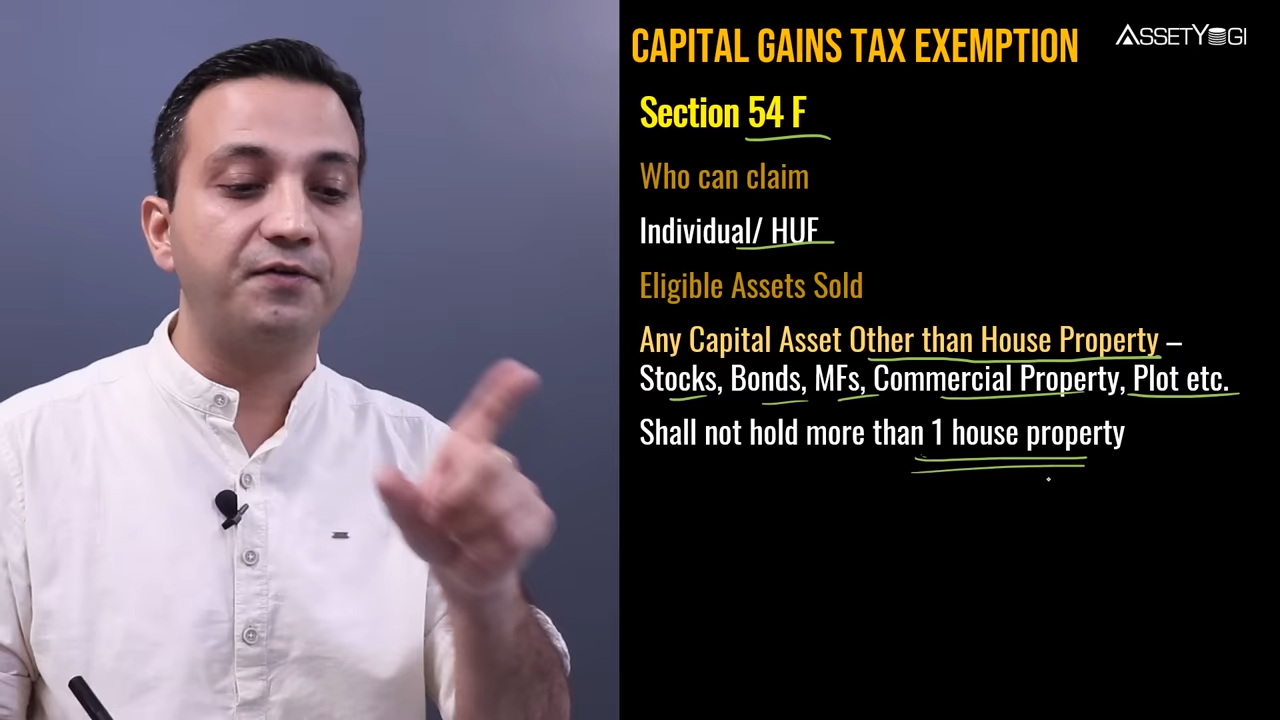 CAPITAL GAINS TAX EXEMPTION
ASSETYOGI
Section 54 F
Who can claim
Individual/ HUF
Eligible Assets Sold
Any Capital Asset Other than House Property –
Stocks, Bonds, MFs, Commercial Property, Plot etc.
Shall not hold more than 1 house property